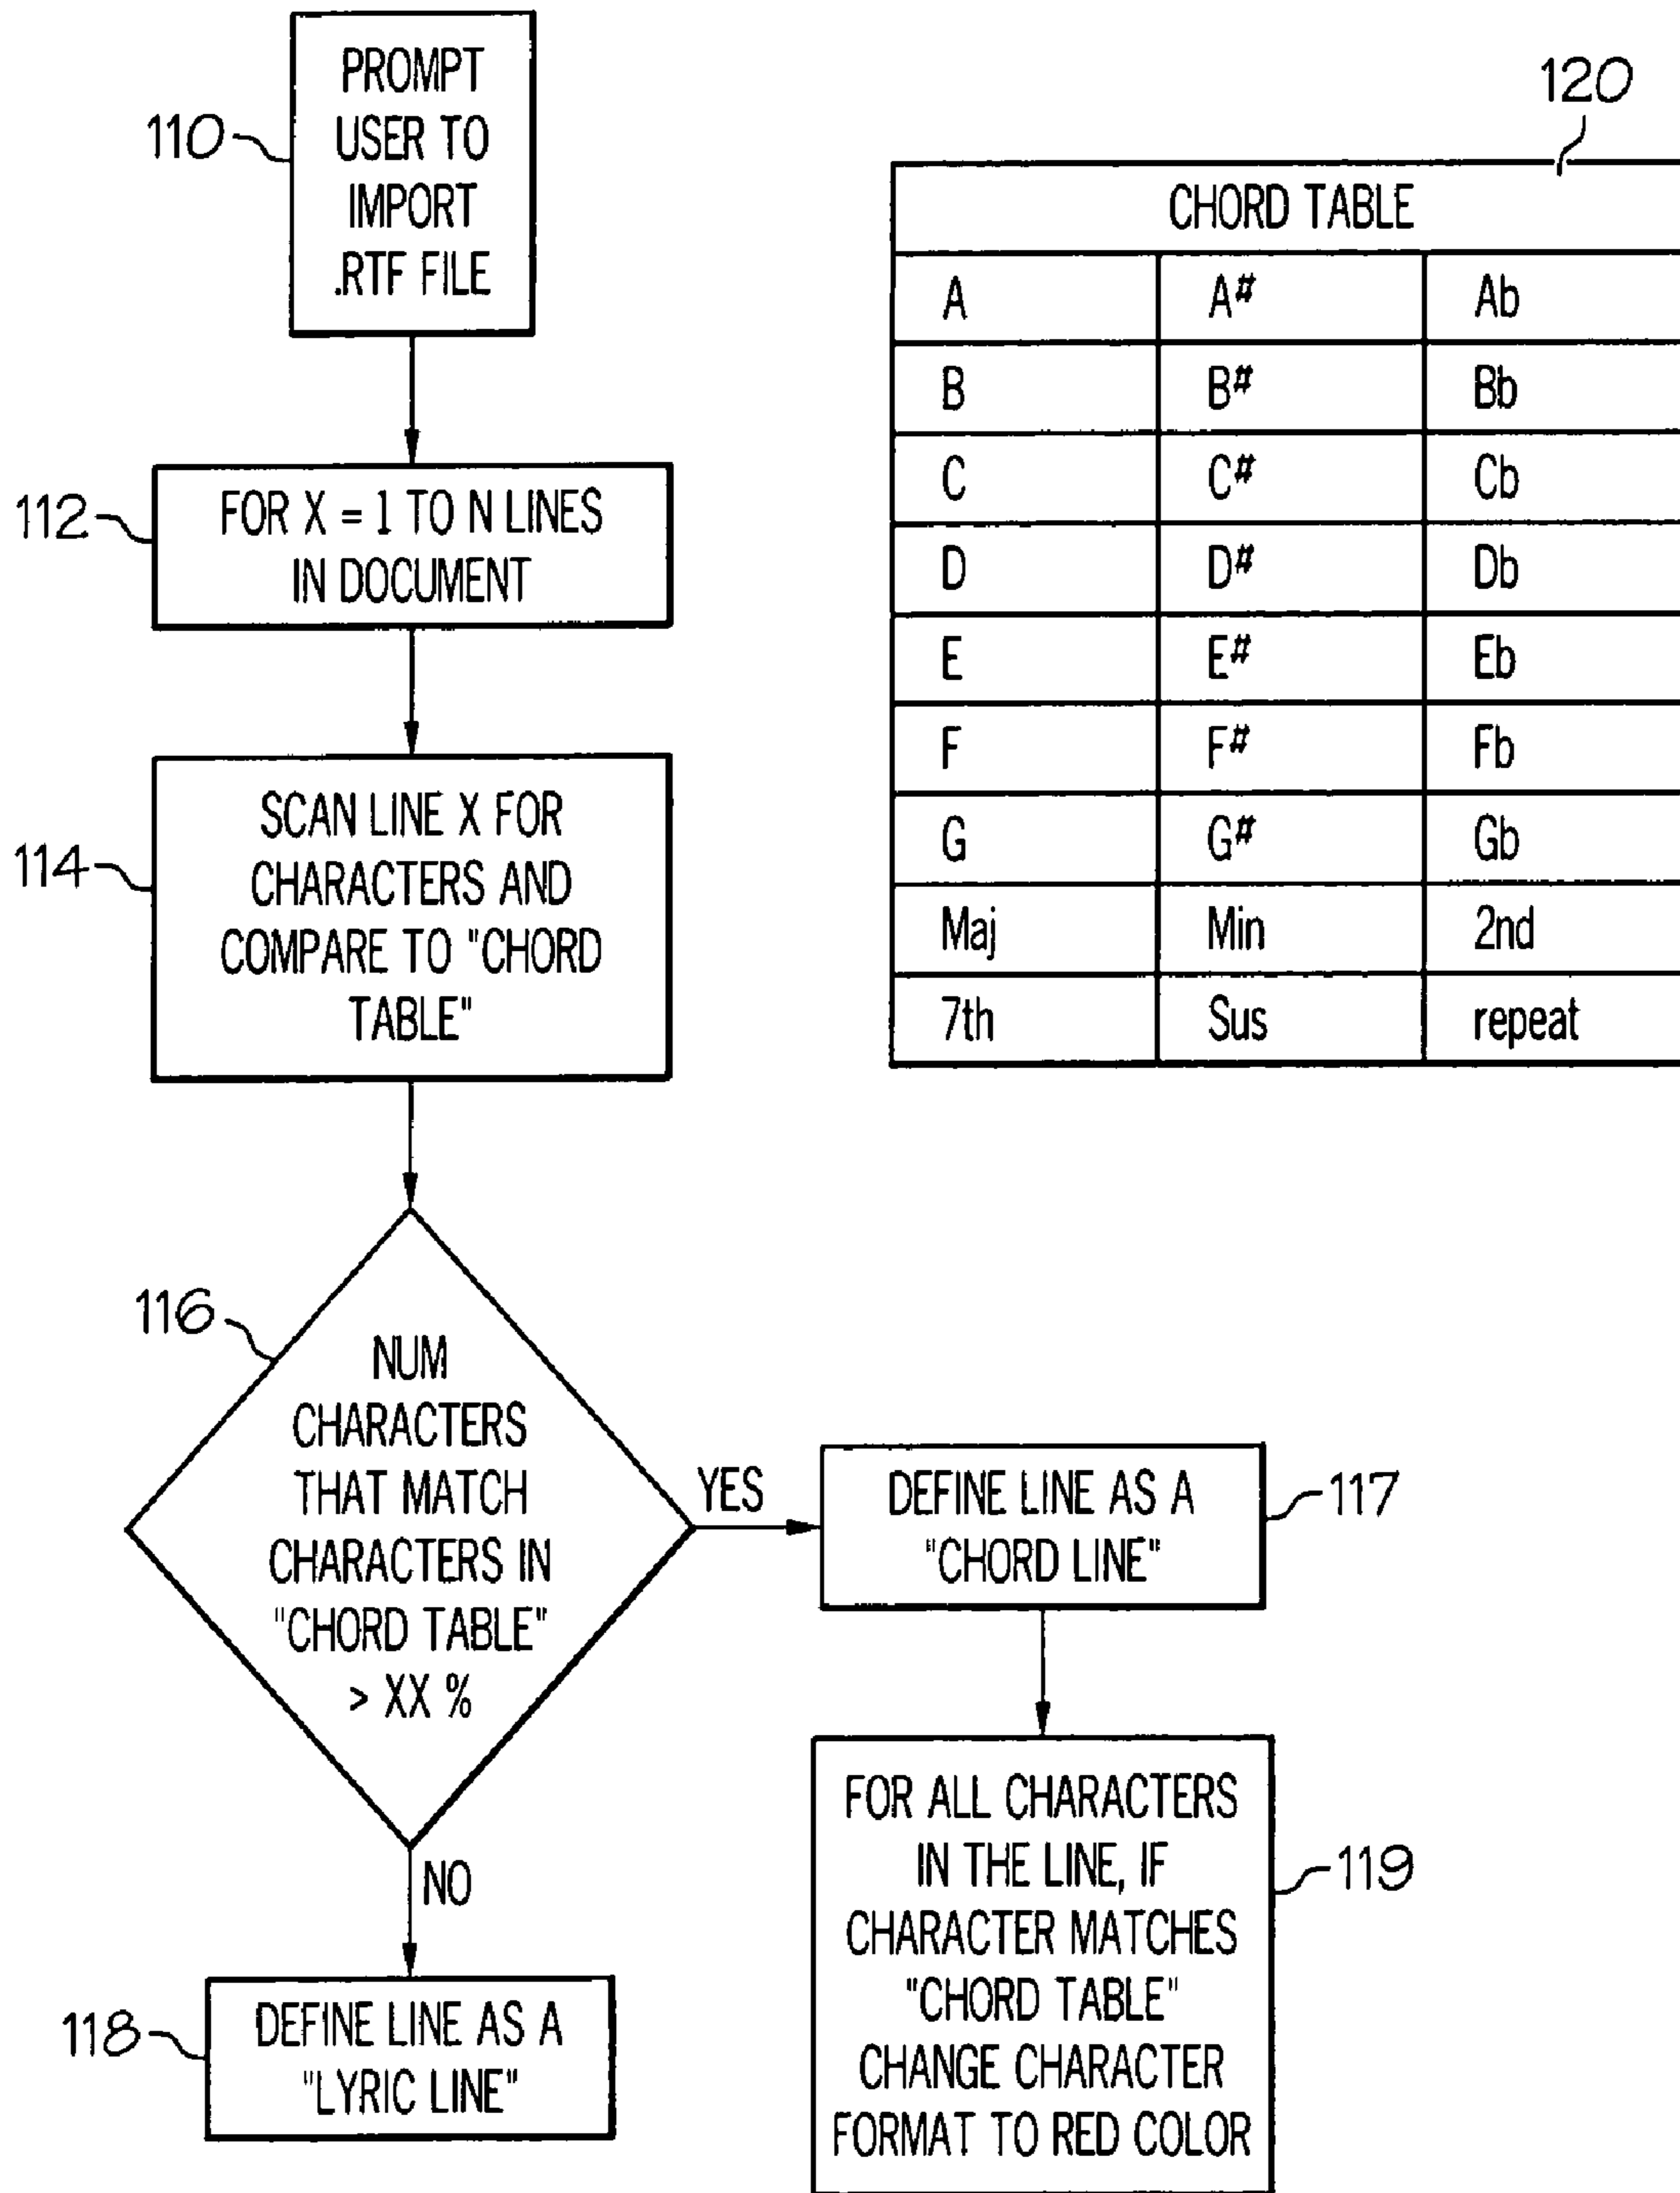 110
PROMPT
USER TO
IMPORT
.RTF FILE
112
FOR X = 1 TO N LINES
IN DOCUMENT
114
SCAN LINE X FOR
CHARACTERS AND
COMPARE TO "CHORD
TABLE"
116
NUM
CHARACTERS
THAT MATCH
CHARACTERS IN
"CHORD TABLE"
> XX %
YES
NO
DEFINE LINE AS A
"CHORD LINE"
117
118
DEFINE LINE AS A
"LYRIC LINE"
FOR ALL CHARACTERS
IN THE LINE, IF
CHARACTER MATCHES
"CHORD TABLE"
CHANGE CHARACTER
FORMAT TO RED COLOR
119
120
CHORD TABLE
A A# Ab
B B# Bb
C C# Cb
D D# Db
E E# Eb
F F# Fb
G G# Gb
Maj Min 2nd
7th Sus repeat